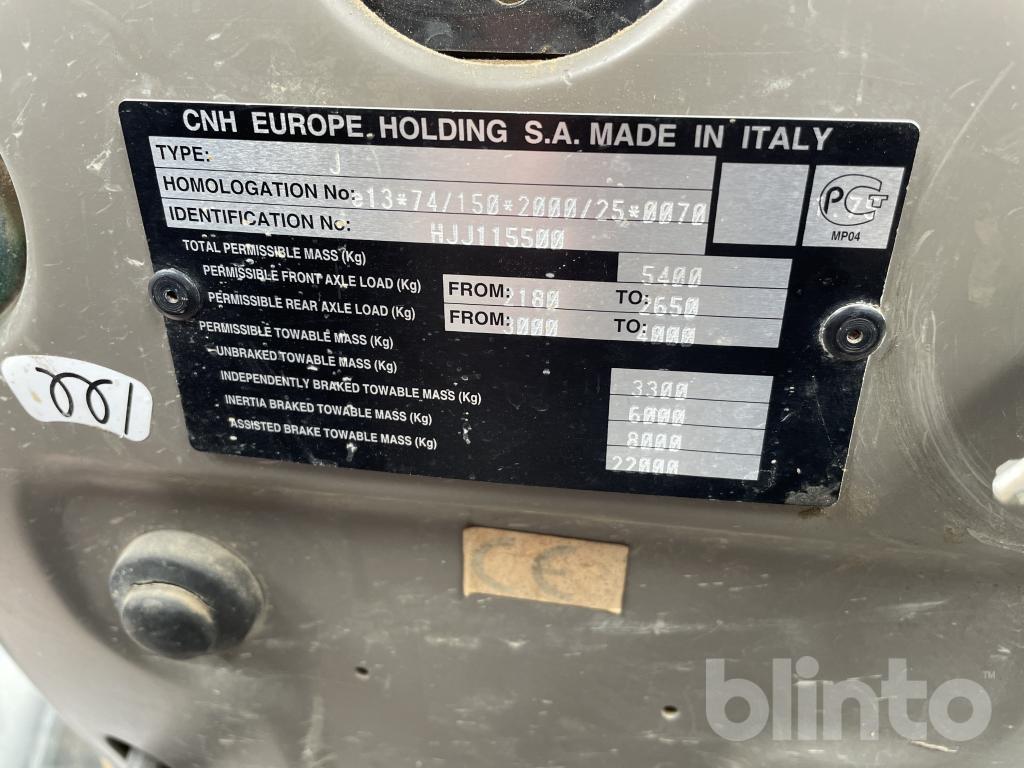 CNH EUROPE HOLDING S.A. MADE IN ITALY
TYPE: J
HOMOLOGATION No: e13*74/150*2000/25*0070
IDENTIFICATION No: HJJ115500
MP04
TOTAL PERMISSIBLE MASS (Kg) 5400
PERMISSIBLE FRONT AXLE LOAD (Kg) FROM: 2180 TO: 2650
PERMISSIBLE REAR AXLE LOAD (Kg) FROM: 3000 TO: 4000
PERMISSIBLE TOWABLE MASS (Kg)
-UNBRAKED TOWABLE MASS (Kg) 3300
INDEPENDENTLY BRAKED TOWABLE MASS (Kg) 6000
INERTIA BRAKED TOWABLE MASS (Kg) 8000
ASSISTED BRAKE TOWABLE MASS (Kg) 22000
CE
blinto™